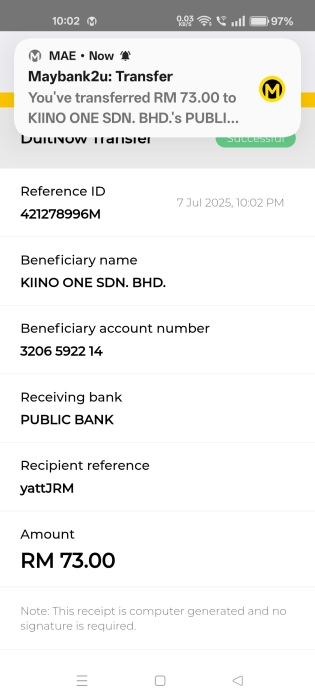 10:02
0.03
KB/S
97%
MAE • Now
Maybank2u: Transfer
You've transferred RM 73.00 to
KIINO ONE SDN. BHD.'s PUBLI...
DuitNow Transfer
Successful
Reference ID
421278996M
7 Jul 2025, 10:02 PM
Beneficiary name
KIINO ONE SDN. BHD.
Beneficiary account number
3206 5922 14
Receiving bank
PUBLIC BANK
Recipient reference
yattJRM
Amount
RM 73.00
Note: This receipt is computer generated and no
signature is required.